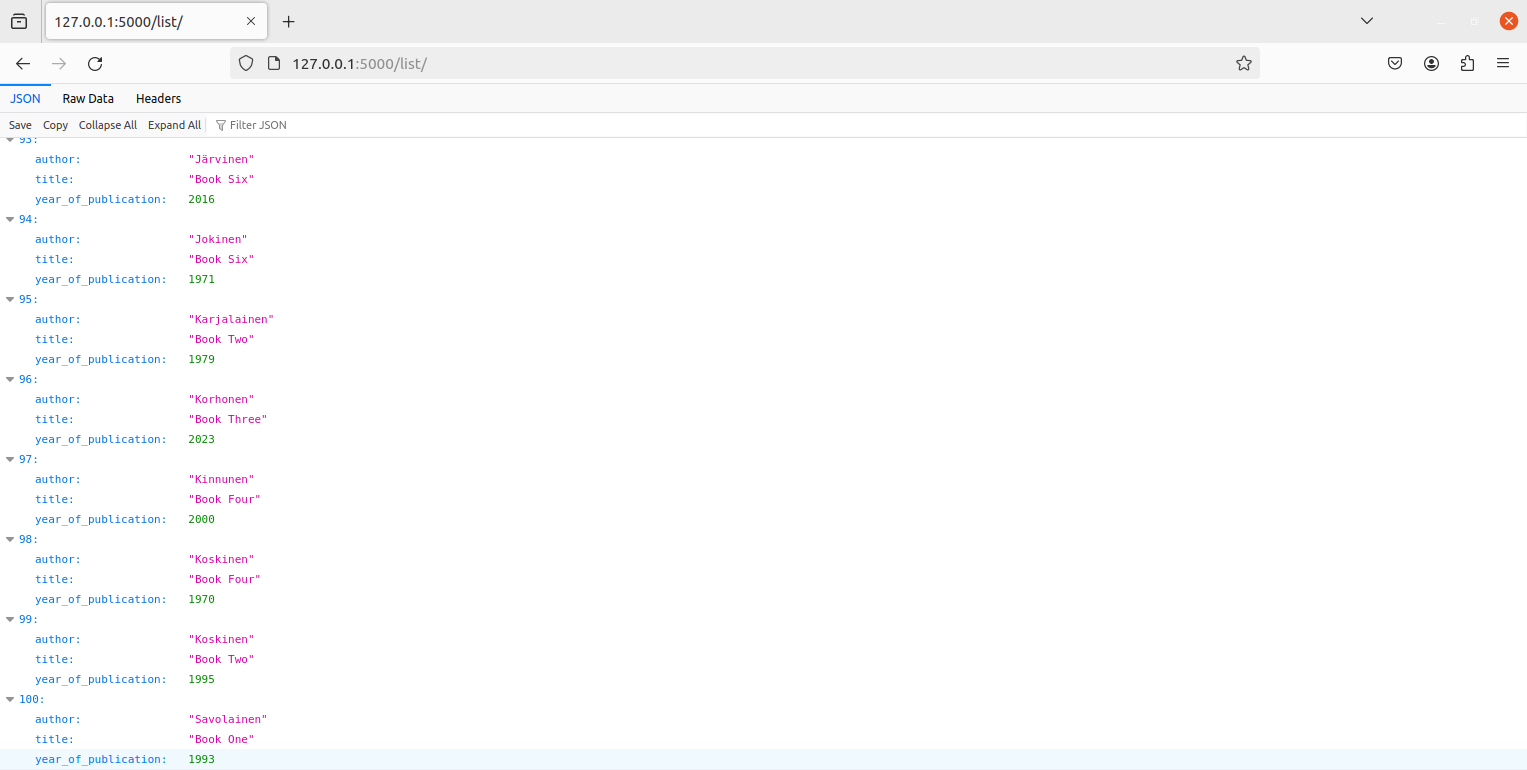 127.0.0.1:5000/list/
127.0.0.1:5000/list/
JSON Raw Data Headers
Save Copy Collapse All Expand All Filter JSON
93:
author: "Järvinen"
title: "Book Six"
year_of_publication: 2016
94:
author: "Jokinen"
title: "Book Six"
year_of_publication: 1971
95:
author: "Karjalainen"
title: "Book Two"
year_of_publication: 1979
96:
author: "Korhonen"
title: "Book Three"
year_of_publication: 2023
97:
author: "Kinnunen"
title: "Book Four"
year_of_publication: 2000
98:
author: "Koskinen"
title: "Book Four"
year_of_publication: 1970
99:
author: "Koskinen"
title: "Book Two"
year_of_publication: 1995
100:
author: "Savolainen"
title: "Book One"
year_of_publication: 1993